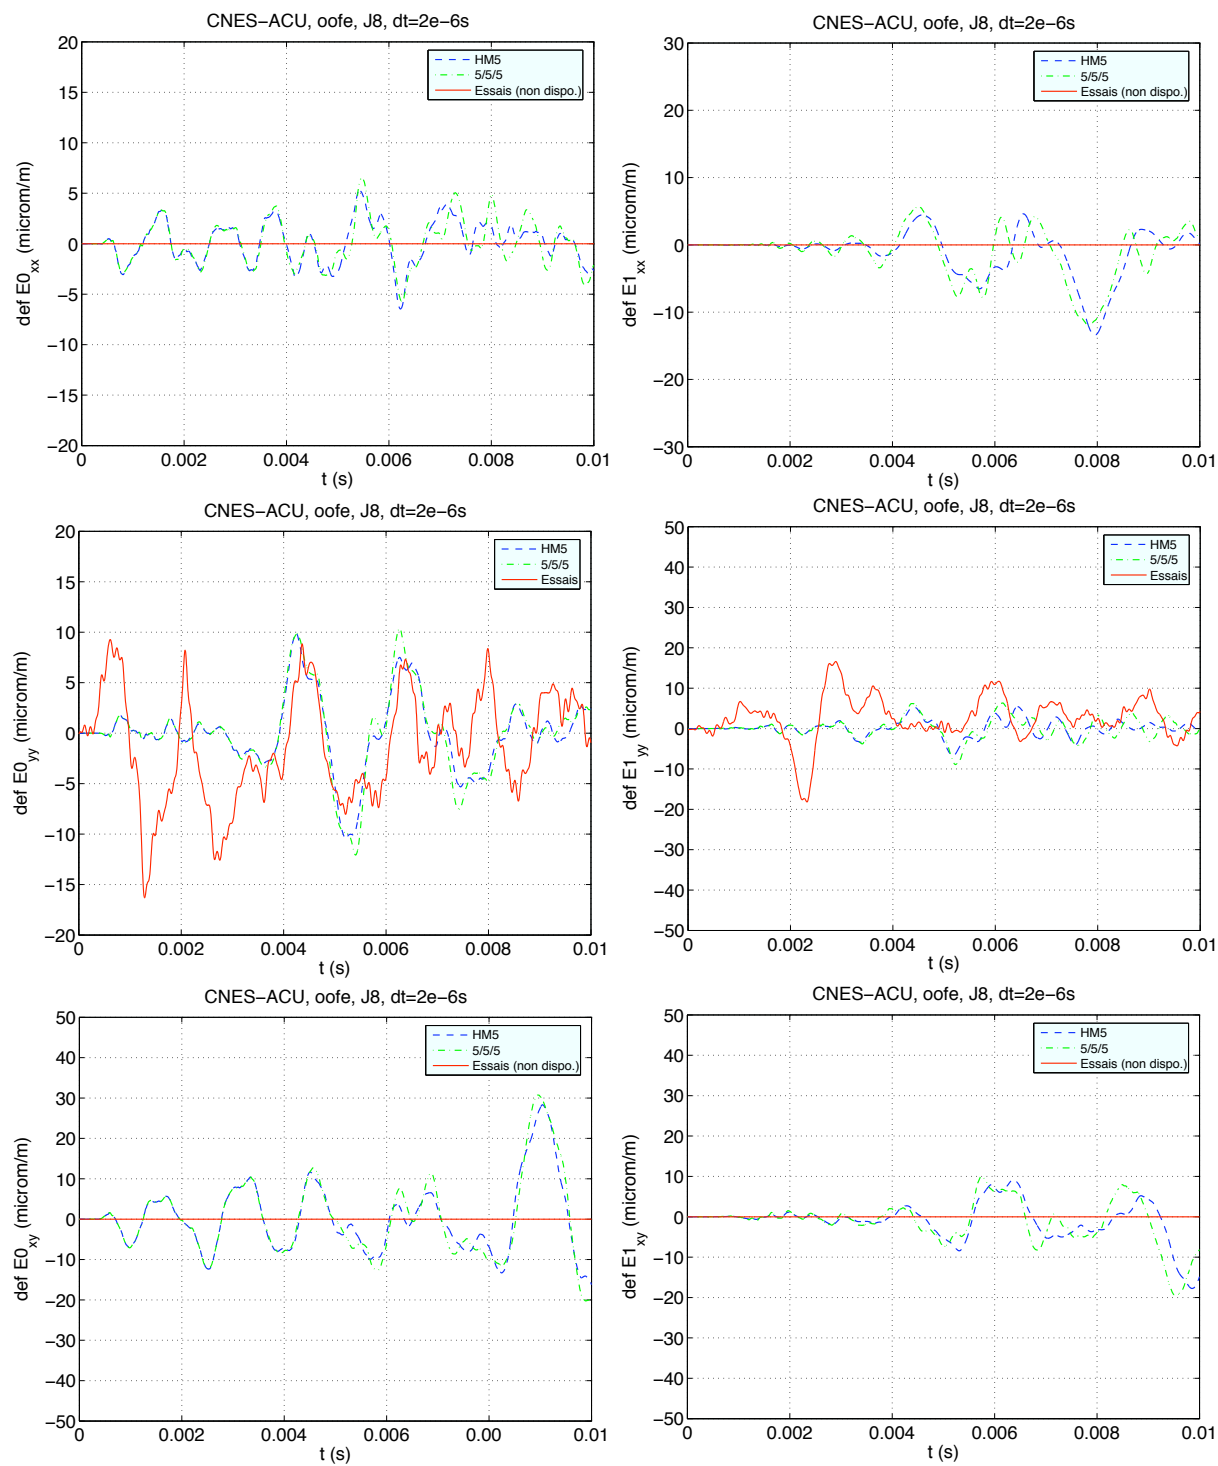 CNES−ACU, oofe, J8, dt=2e−6s
HM5
5/5/5
Essais (non dispo.)
20
15
10
5
0
−5
−10
−15
−20
def E0xx (microm/m)
0 0.002 0.004 0.006 0.008 0.01
t (s)
CNES−ACU, oofe, J8, dt=2e−6s
HM5
5/5/5
Essais (non dispo.)
30
20
10
0
−10
−20
−30
def E1xx (microm/m)
0 0.002 0.004 0.006 0.008 0.01
t (s)
CNES−ACU, oofe, J8, dt=2e−6s
HM5
5/5/5
Essais
20
15
10
5
0
−5
−10
−15
−20
def E0yy (microm/m)
0 0.002 0.004 0.006 0.008 0.01
t (s)
CNES−ACU, oofe, J8, dt=2e−6s
HM5
5/5/5
Essais
50
40
30
20
10
0
−10
−20
−30
−40
−50
def E1yy (microm/m)
0 0.002 0.004 0.006 0.008 0.01
t (s)
CNES−ACU, oofe, J8, dt=2e−6s
HM5
5/5/5
Essais (non dispo.)
50
40
30
20
10
0
−10
−20
−30
−40
−50
def E0xy (microm/m)
0 0.002 0.004 0.006 0.00 0.01
t (s)
CNES−ACU, oofe, J8, dt=2e−6s
HM5
5/5/5
Essais (non dispo.)
50
40
30
20
10
0
−10
−20
−30
−40
−50
def E1xy (microm/m)
0 0.002 0.004 0.006 0.008 0.01
t (s)